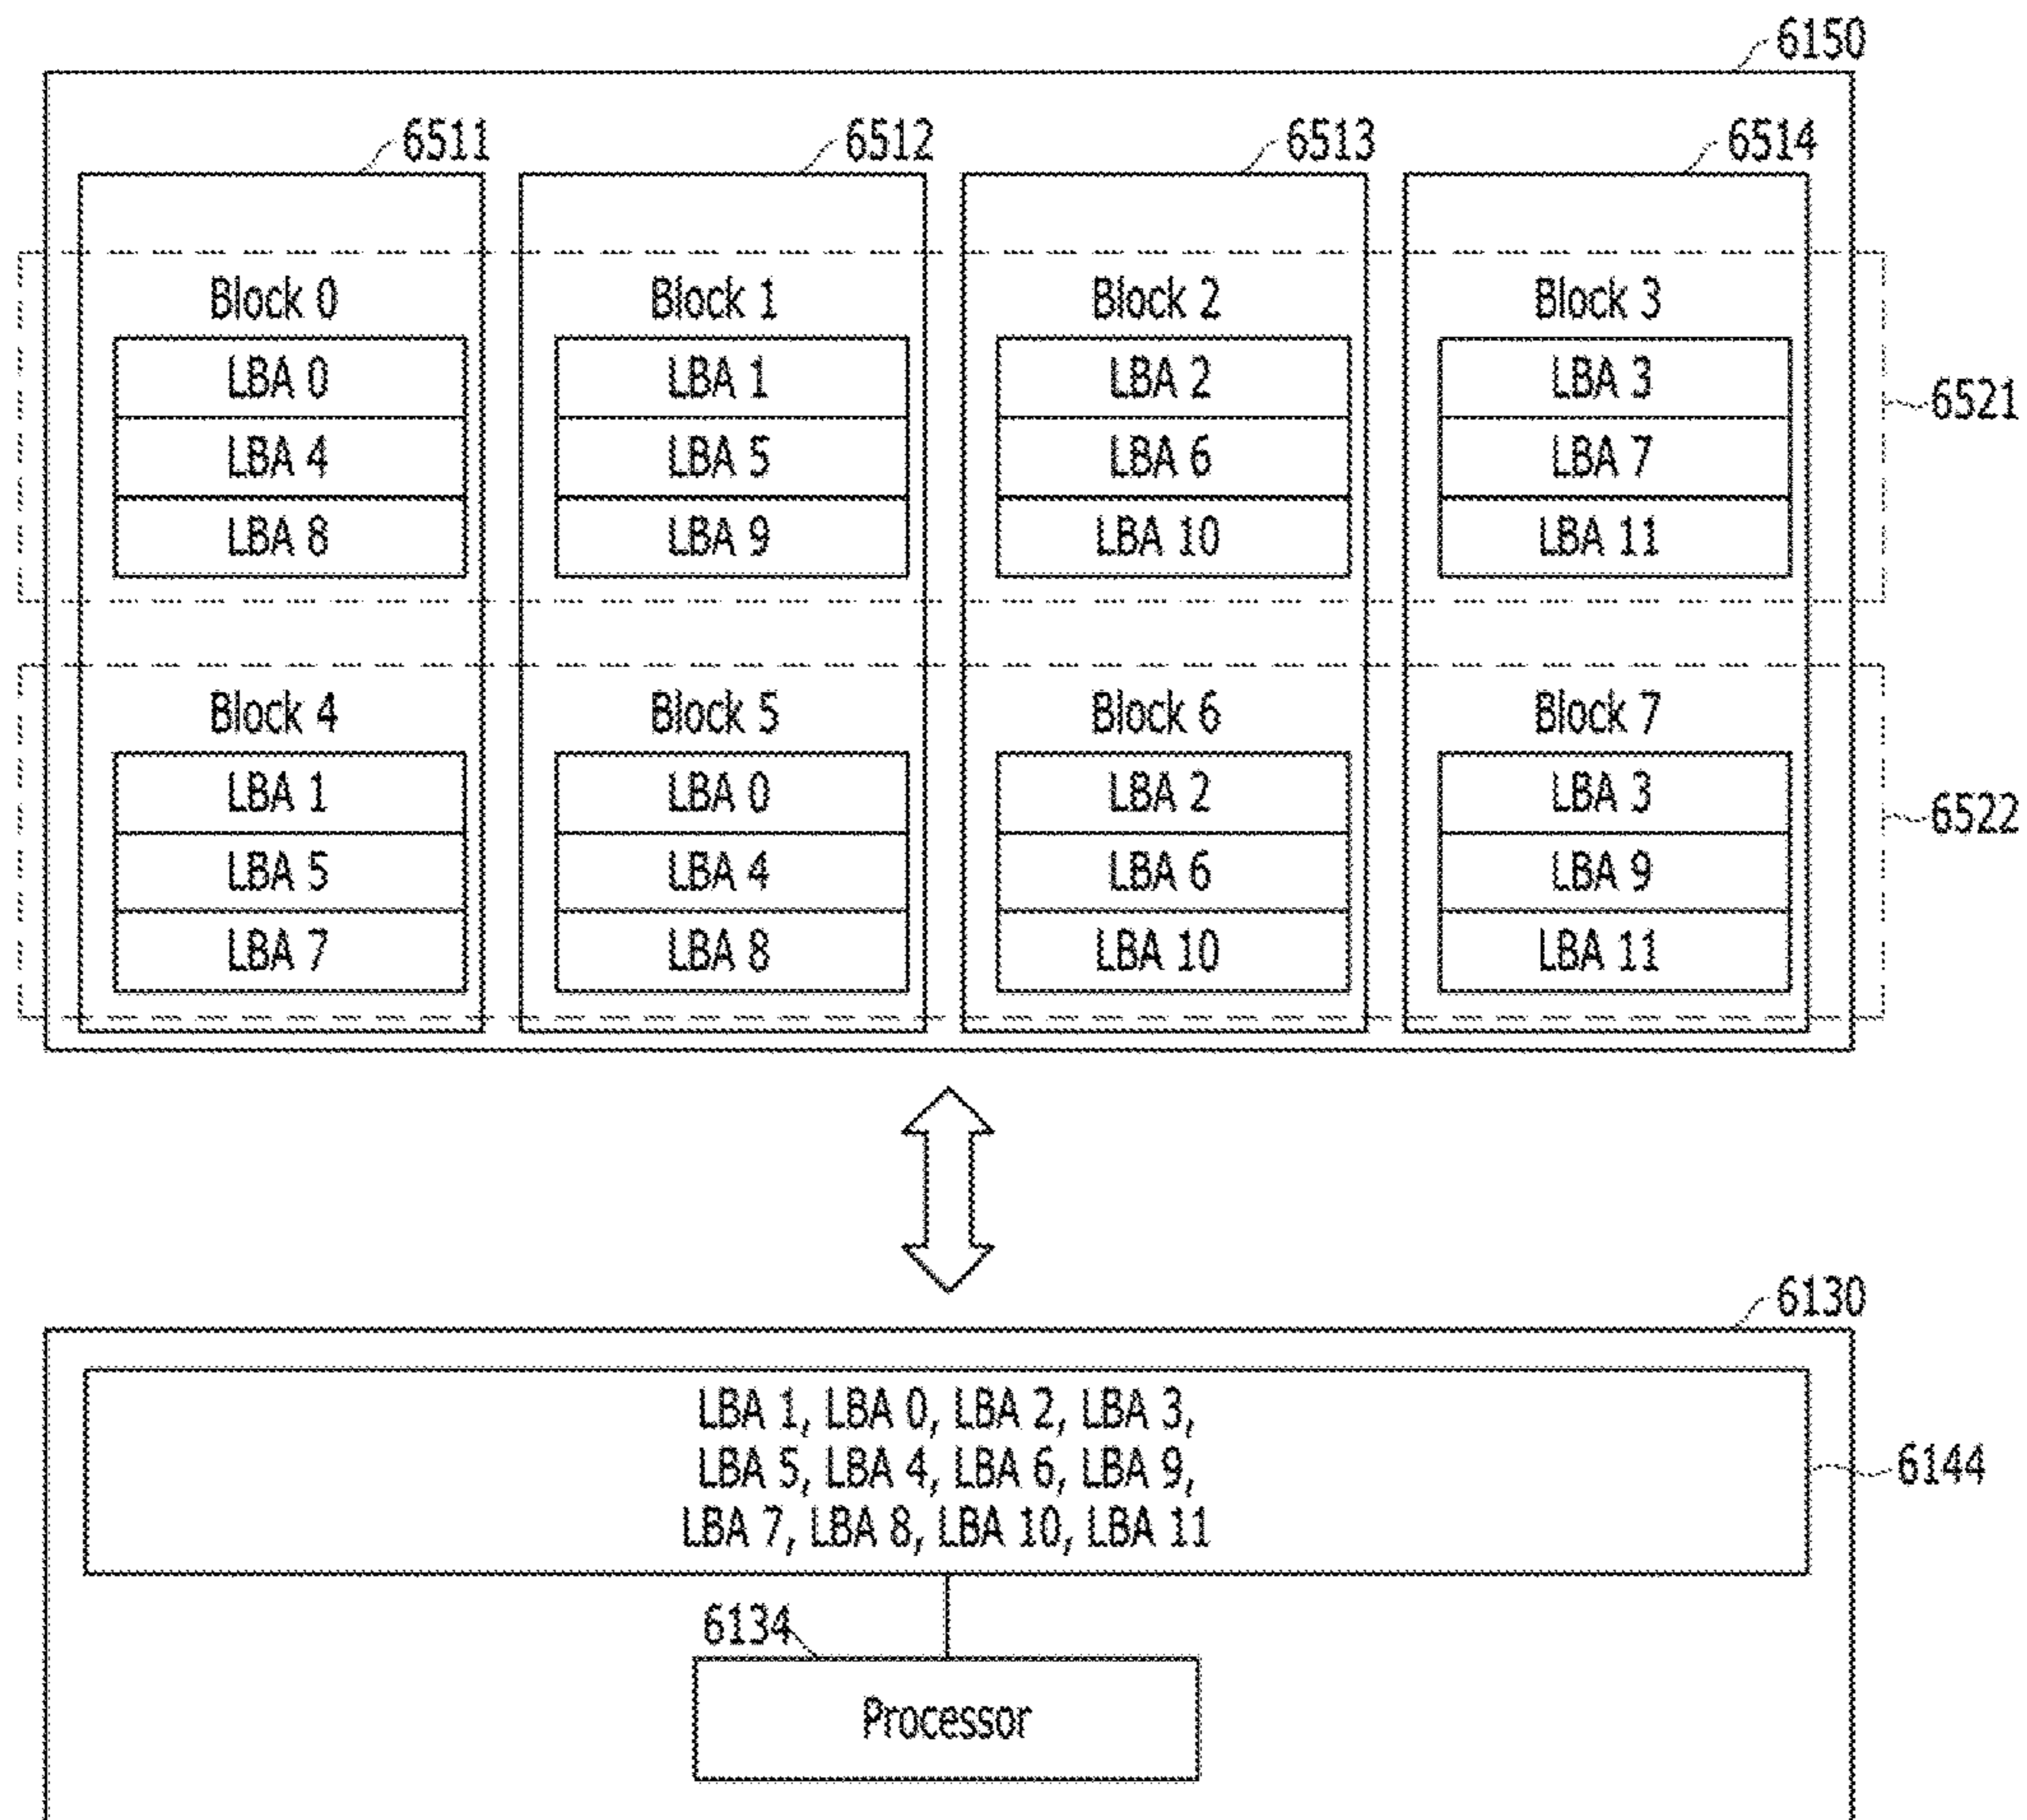 6150
6511 6512 6513 6514
Block 0 Block 1 Block 2 Block 3
LBA 0 LBA 1 LBA 2 LBA 3
6521
LBA 4 LBA 5 LBA 6 LBA 7
LBA 8 LBA 9 LBA 10 LBA 11
Block 4 Block 5 Block 6 Block 7
LBA 1 LBA 0 LBA 2 LBA 3
6522
LBA 5 LBA 4 LBA 6 LBA 9
LBA 7 LBA 8 LBA 10 LBA 11
6130
LBA 1, LBA 0, LBA 2, LBA 3,
LBA 5, LBA 4, LBA 6, LBA 9,
6144
LBA 7, LBA 8, LBA 10, LBA 11
6134
Processor